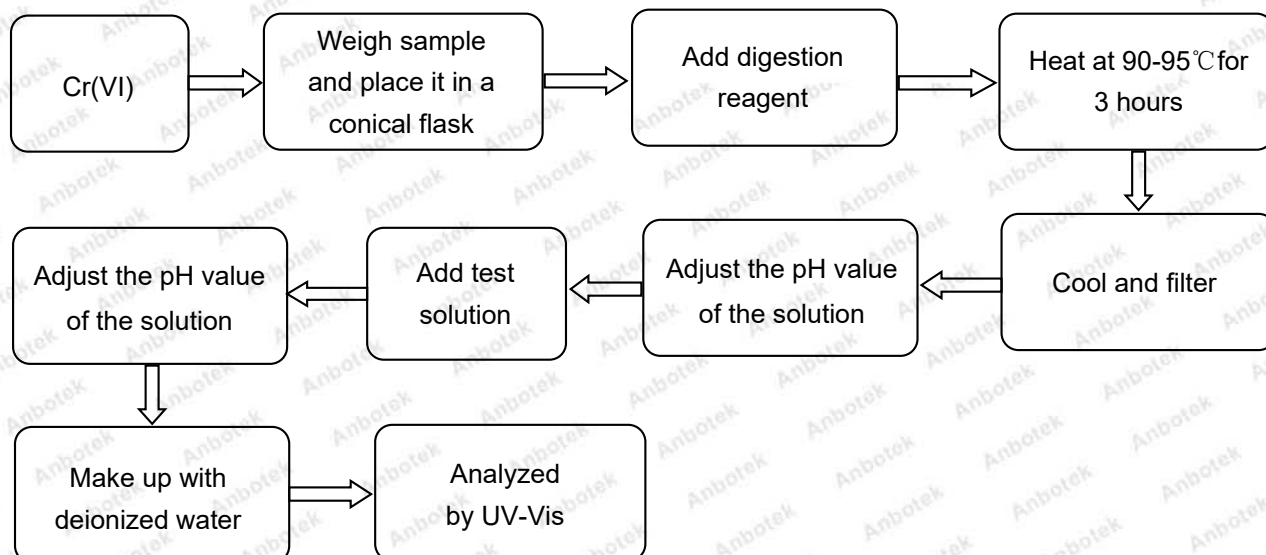 Cr(VI)
Weigh sample
and place it in a
conical flask
Add digestion
reagent
Heat at 90-95℃for
3 hours
Cool and filter
Adjust the pH value
of the solution
Add test
solution
Adjust the pH value
of the solution
Make up with
deionized water
Analyzed
by UV-Vis
Anbotek